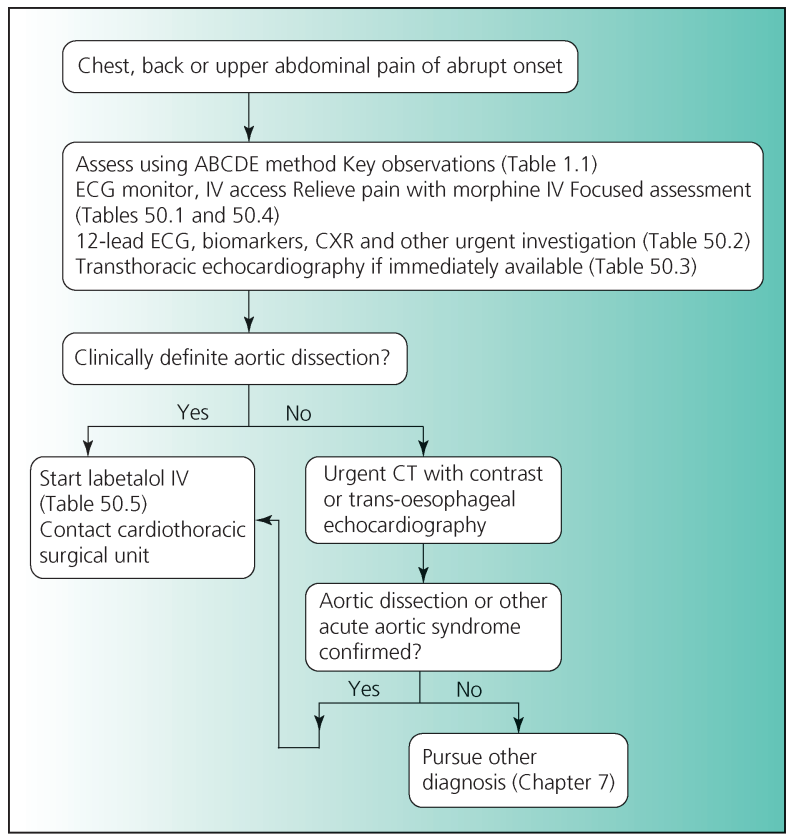 Chest, back or upper abdominal pain of abrupt onset
Assess using ABCDE method Key observations (Table 1.1)
ECG monitor, IV access Relieve pain with morphine IV Focused assessment
(Tables 50.1 and 50.4)
12-lead ECG, biomarkers, CXR and other urgent investigation (Table 50.2)
Transthoracic echocardiography if immediately available (Table 50.3)
Clinically definite aortic dissection?
Yes
No
Start labetalol IV
(Table 50.5)
Contact cardiothoracic
surgical unit
Urgent CT with contrast
or trans-oesophageal
echocardiography
Aortic dissection or other
acute aortic syndrome
confirmed?
Yes
No
Pursue other
diagnosis (Chapter 7)